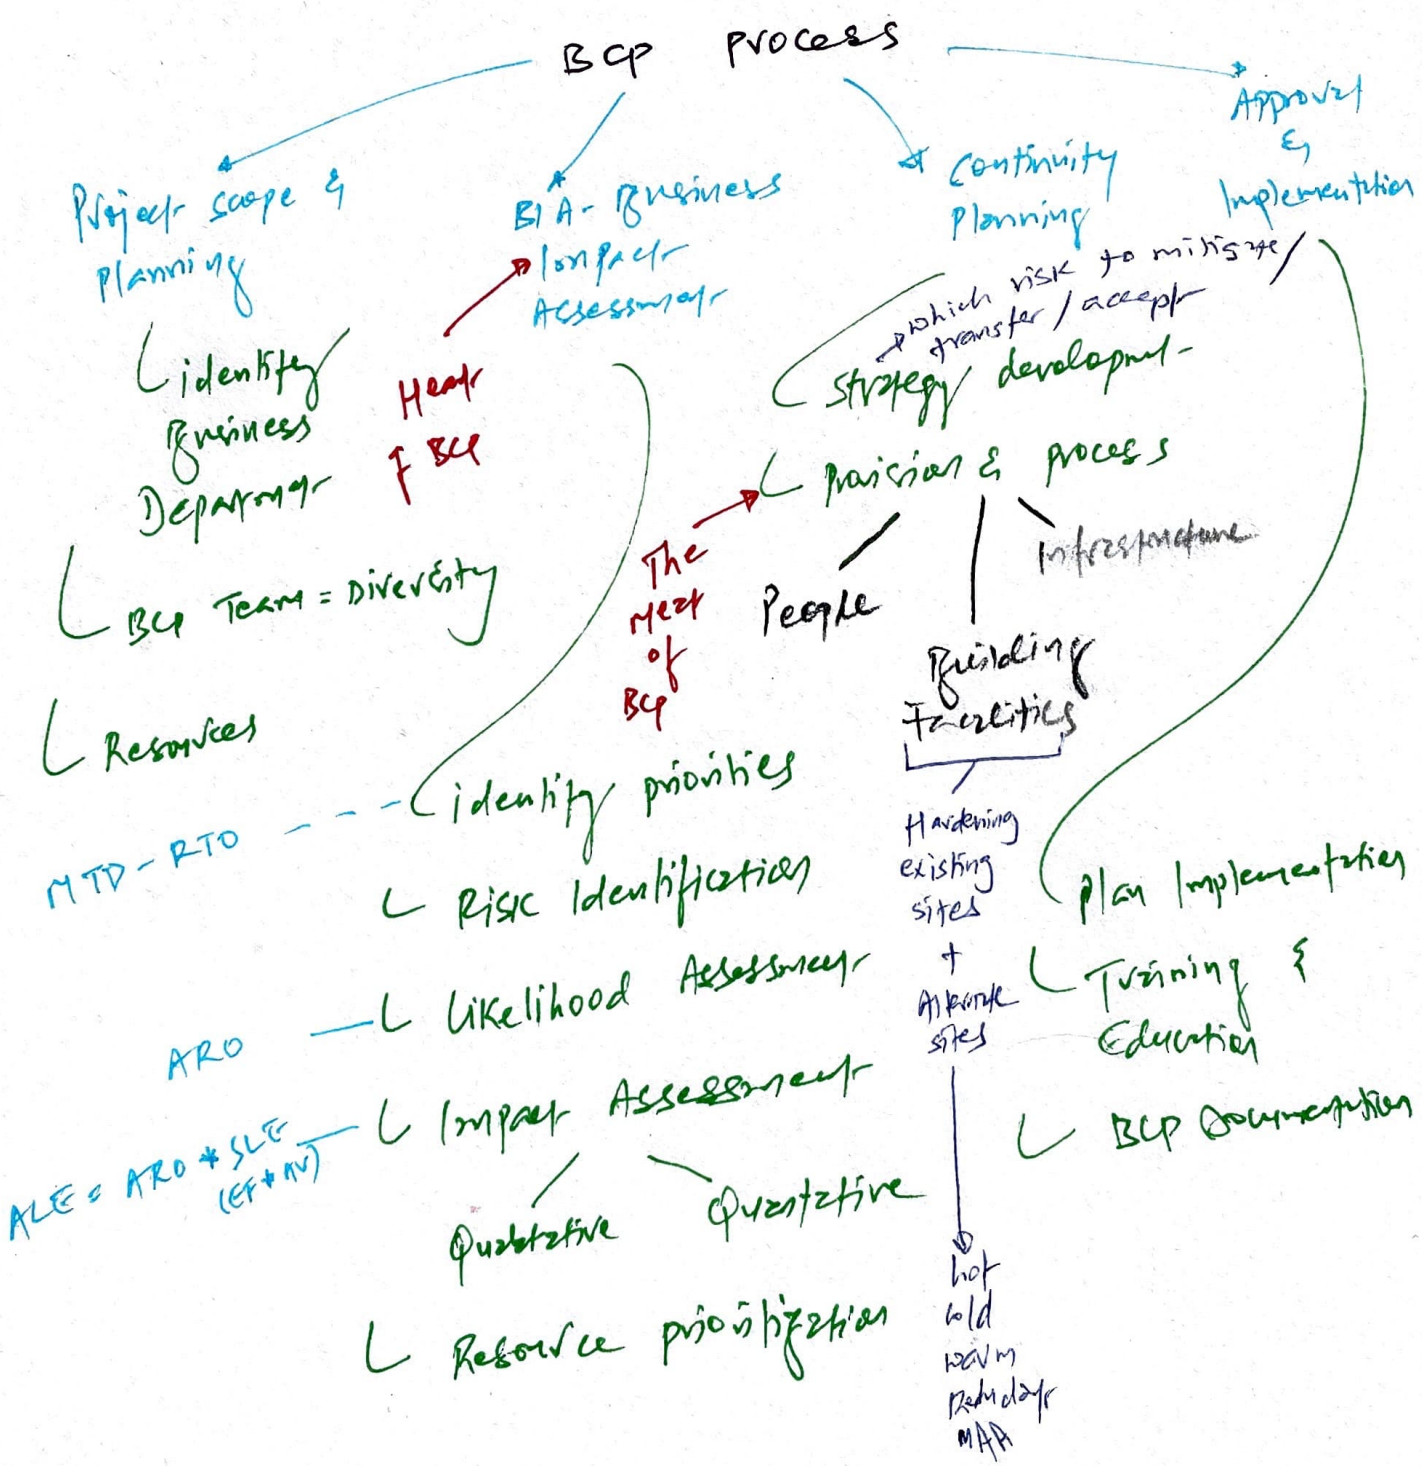 BCP Process
Project scope &
Planning
BIA - Business
Impact
Assessment
Continuity
Planning
Approval
&
Implementation
identify
Business
Department
BCP Team = Diversity
Resources
Heart
of BCP
identify priorities
MTD - RTO
Risk Identification
Likelihood Assessment
ARO
Impact Assessment
ALE = ARO * SLE
(EF * AV)
Qualitative
Quantative
Resource prioritization
which risk to mitigate/
transfer / accept
Strategy development
Provision & process
The
Meat
of
BCP
People
Building
Facilities
Infrastructure
Hardening
existing
sites
+
Alternate
sites
hot
cold
warm
MAA
Plan Implementation
Training &
Education
BCP Documentation